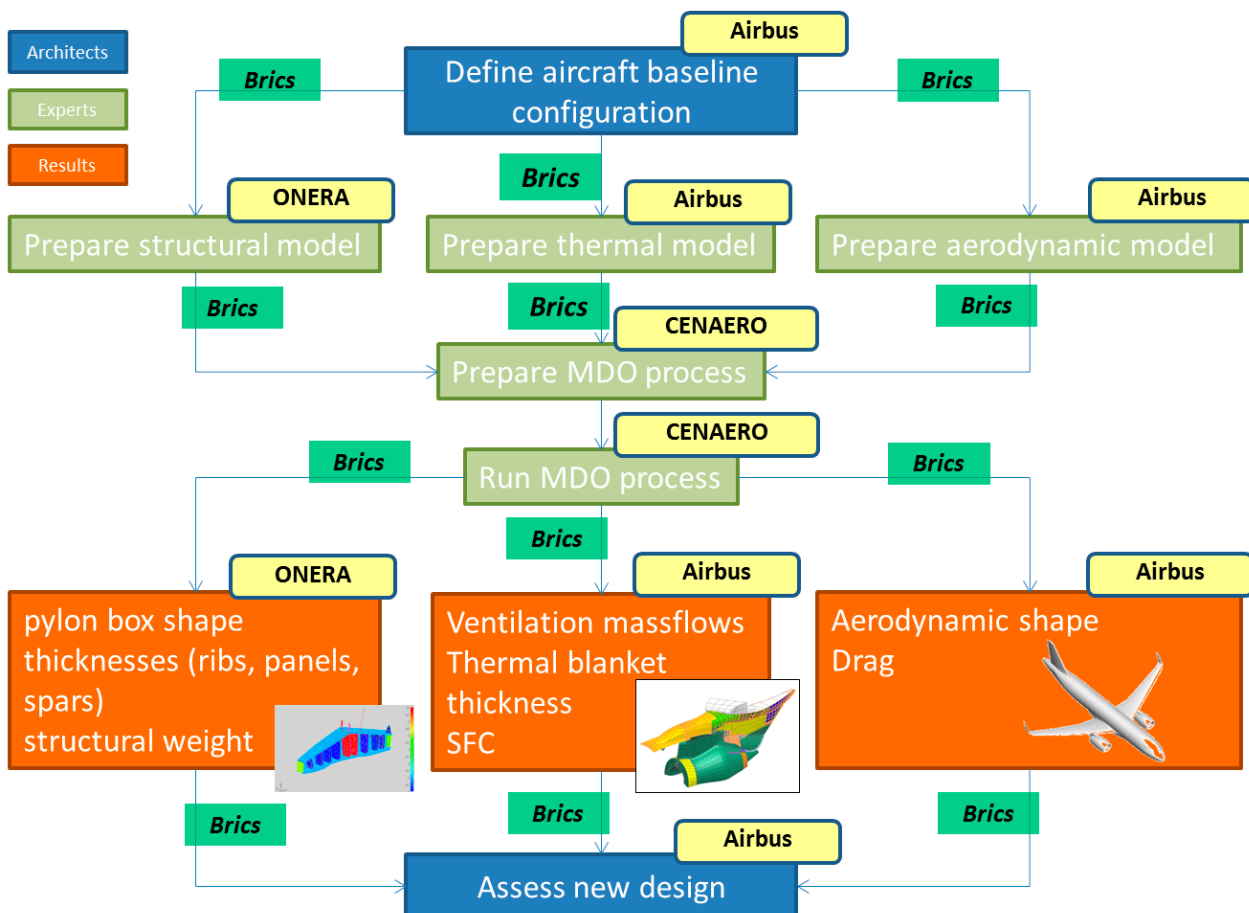 Architects
Experts
Results
Airbus
Define aircraft baseline
configuration
Brics
Brics
Brics
ONERA
Prepare structural model
Airbus
Prepare thermal model
Airbus
Prepare aerodynamic model
Brics
Brics
Brics
CENAERO
Prepare MDO process
CENAERO
Run MDO process
Brics
Brics
Brics
ONERA
pylon box shape
thicknesses (ribs, panels,
spars)
structural weight
Airbus
Ventilation massflows
Thermal blanket
thickness
SFC
Airbus
Aerodynamic shape
Drag
Brics
Brics
Brics
Airbus
Assess new design